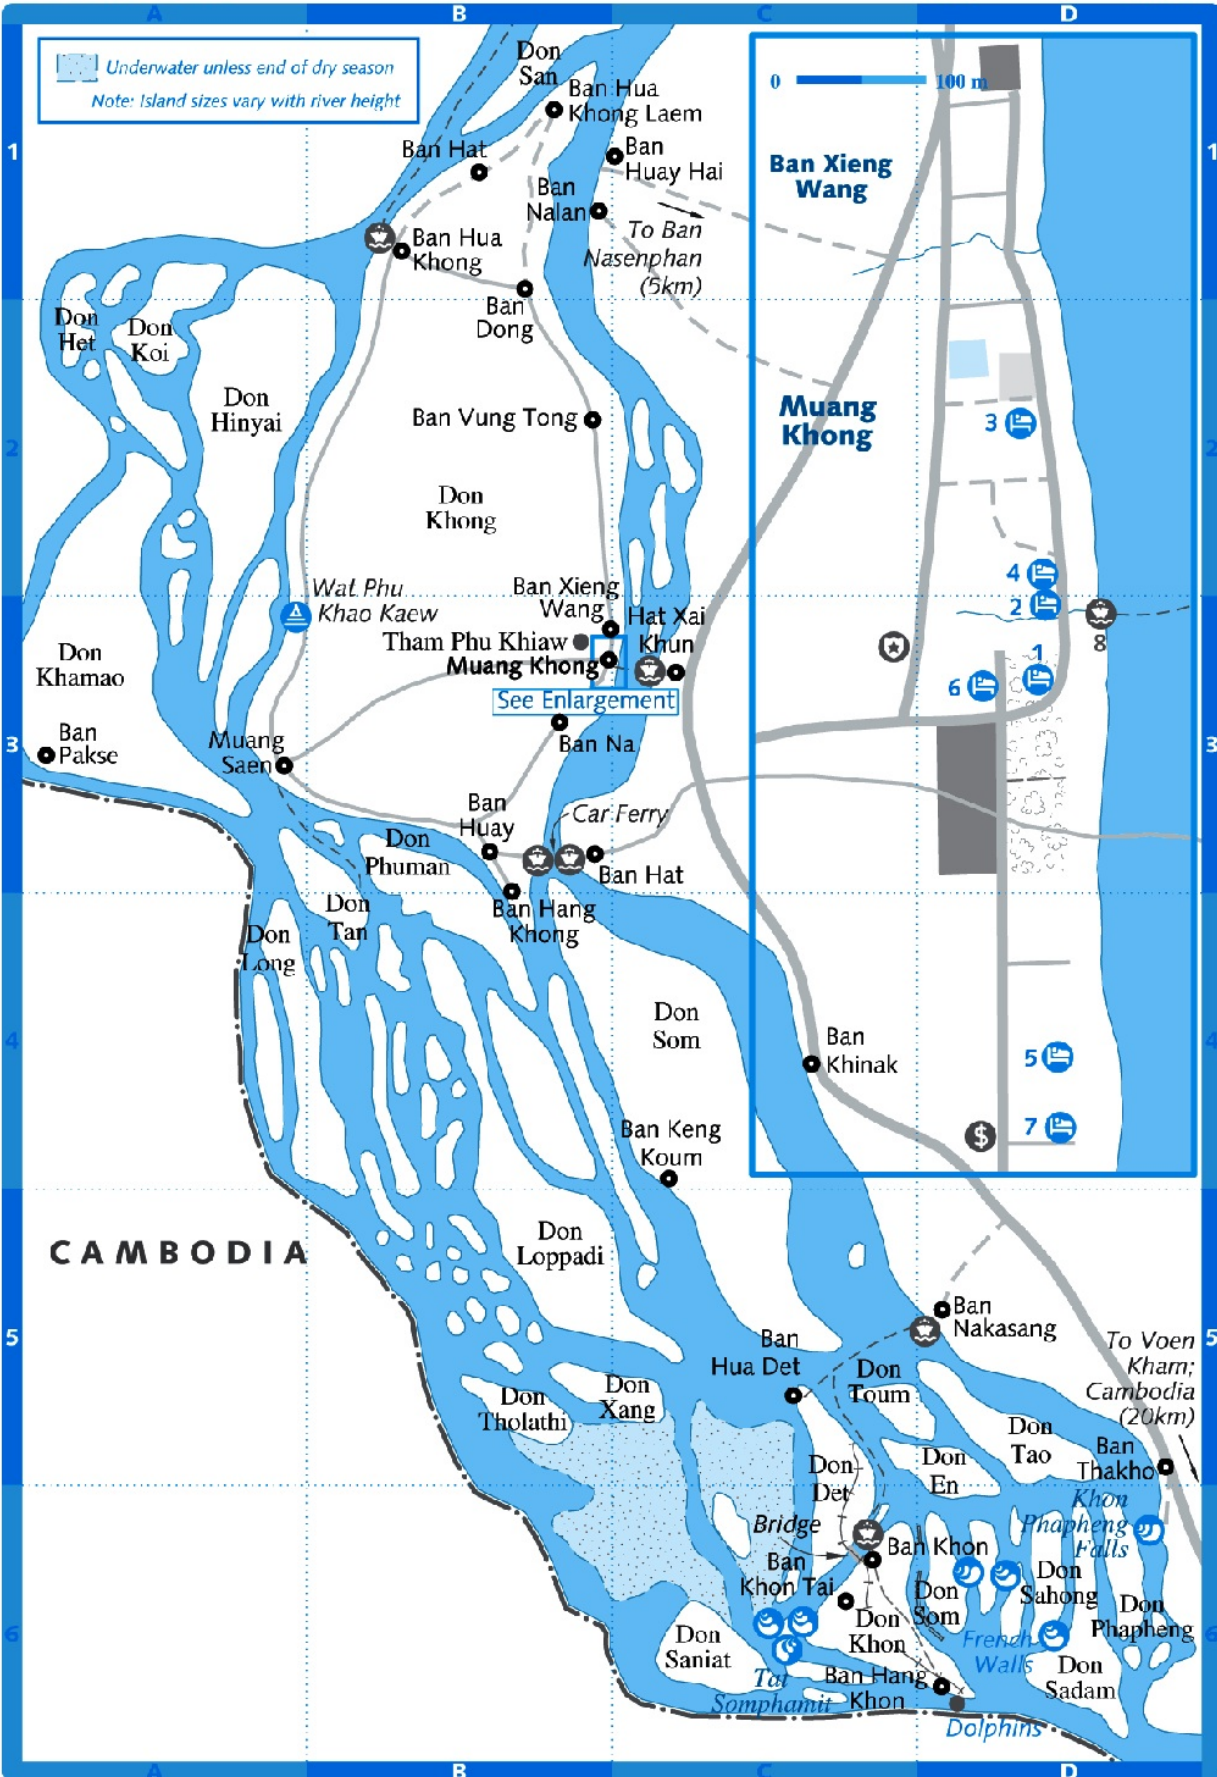 A
B
C
D
Underwater unless end of dry season
Note: Island sizes vary with river height
Don
San
Ban Hua
Khong Laem
0
100 m
1
Ban Hat
Ban
Huay Hai
Ban Xieng
Wang
1
Ban
Nalan
To Ban
Nasenphan
(5km)
Ban Hua
Khong
Ban
Dong
Don
Het
Don
Koi
Don
Hinyai
Ban Vung Tong
Muang
Khong
3
2
2
Don
Khong
4
2
Wat Phu
Khao Kaew
Ban Xieng
Wang
Hat Xai
Khun
Tham Phu Khiaw
Muang Khong
8
1
6
Don
Khamao
See Enlargement
Ban
Pakse
Muang
Saen
Ban Na
3
3
Ban
Huay
Car Ferry
Don
Phuman
Ban Hat
Don
Tan
Ban Hang
Khong
Don
Long
Don
Som
4
4
Ban
Khinak
5
7
$
Ban Keng
Koum
CAMBODIA
Don
Loppadi
Ban
Nakasang
5
5
Ban
Hua Det
To Voen
Kham;
Cambodia
(20km)
Don
Toum
Don
Tholathi
Don
Xang
Don
Tao
Ban
Thakho
Don
Det
Don
En
Khon
Phapheng
Falls
Bridge
Ban Khon
Ban
Khon Tai
Don
Som
Don
Sahong
Don
Phapheng
Don
Khon
6
6
Don
Saniat
French
Walls
Don
Sadam
Tat
Somphamit
Ban Hang
Khon
Dolphins
A
B
C
D